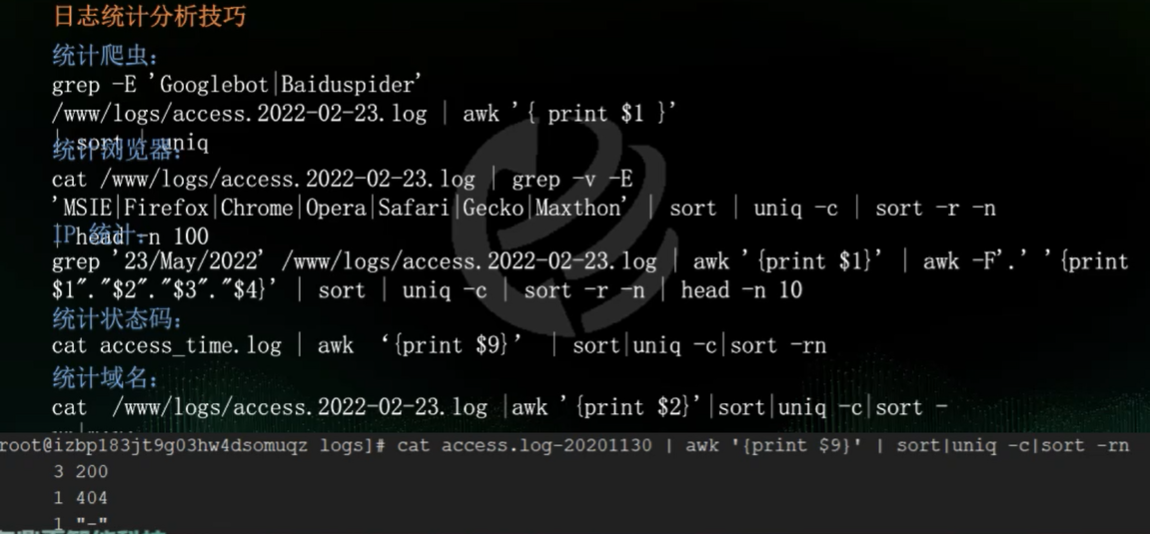 日志统计分析技巧
统计爬虫:
grep -E 'Googlebot|Baiduspider'
/www/logs/access.2022-02-23.log | awk '{ print $1 }'
| sort | uniq
统计浏览器:
cat /www/logs/access.2022-02-23.log | grep -v -E
'MSIE|Firefox|Chrome|Opera|Safari|Gecko|Maxthon' | sort | uniq -c | sort -r -n
| head -n 100
IP 统计:
grep '23/May/2022' /www/logs/access.2022-02-23.log | awk '{print $1}' | awk -F'.' '{print
$1"."$2"."$3"."$4}' | sort | uniq -c | sort -r -n | head -n 10
统计状态码:
cat access_time.log | awk ‘{print $9}’ | sort|uniq -c|sort -rn
统计域名:
cat /www/logs/access.2022-02-23.log |awk '{print $2}'|sort|uniq -c|sort -
root@izbp183jt9g03hw4dsomuqz logs]# cat access.log-20201130 | awk '{print $9}' | sort|uniq -c|sort -rn
3 200
1 404
1 "-"